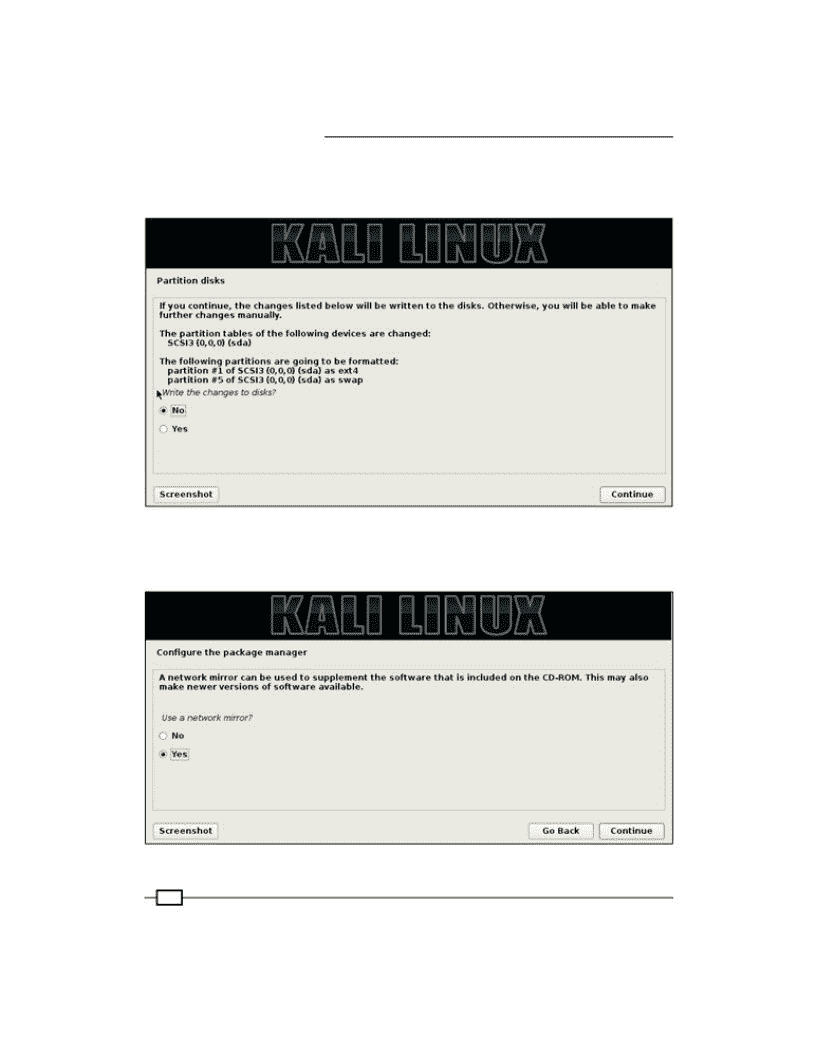 KALI LINUX
Partition disks
If you continue, the changes listed below will be written to the disks. Otherwise, you will be able to make
further changes manually.
The partition tables of the following devices are changed:
SCSI3 (0,0,0) (sda)
The following partitions are going to be formatted:
partition #1 of SCSI3 (0,0,0) (sda) as ext4
partition #5 of SCSI3 (0,0,0) (sda) as swap
Write the changes to disks?
No
Yes
Screenshot Continue
KALI LINUX
Configure the package manager
A network mirror can be used to supplement the software that is included on the CD-ROM. This may also
make newer versions of software available.
Use a network mirror?
No
Yes
Screenshot Go Back Continue